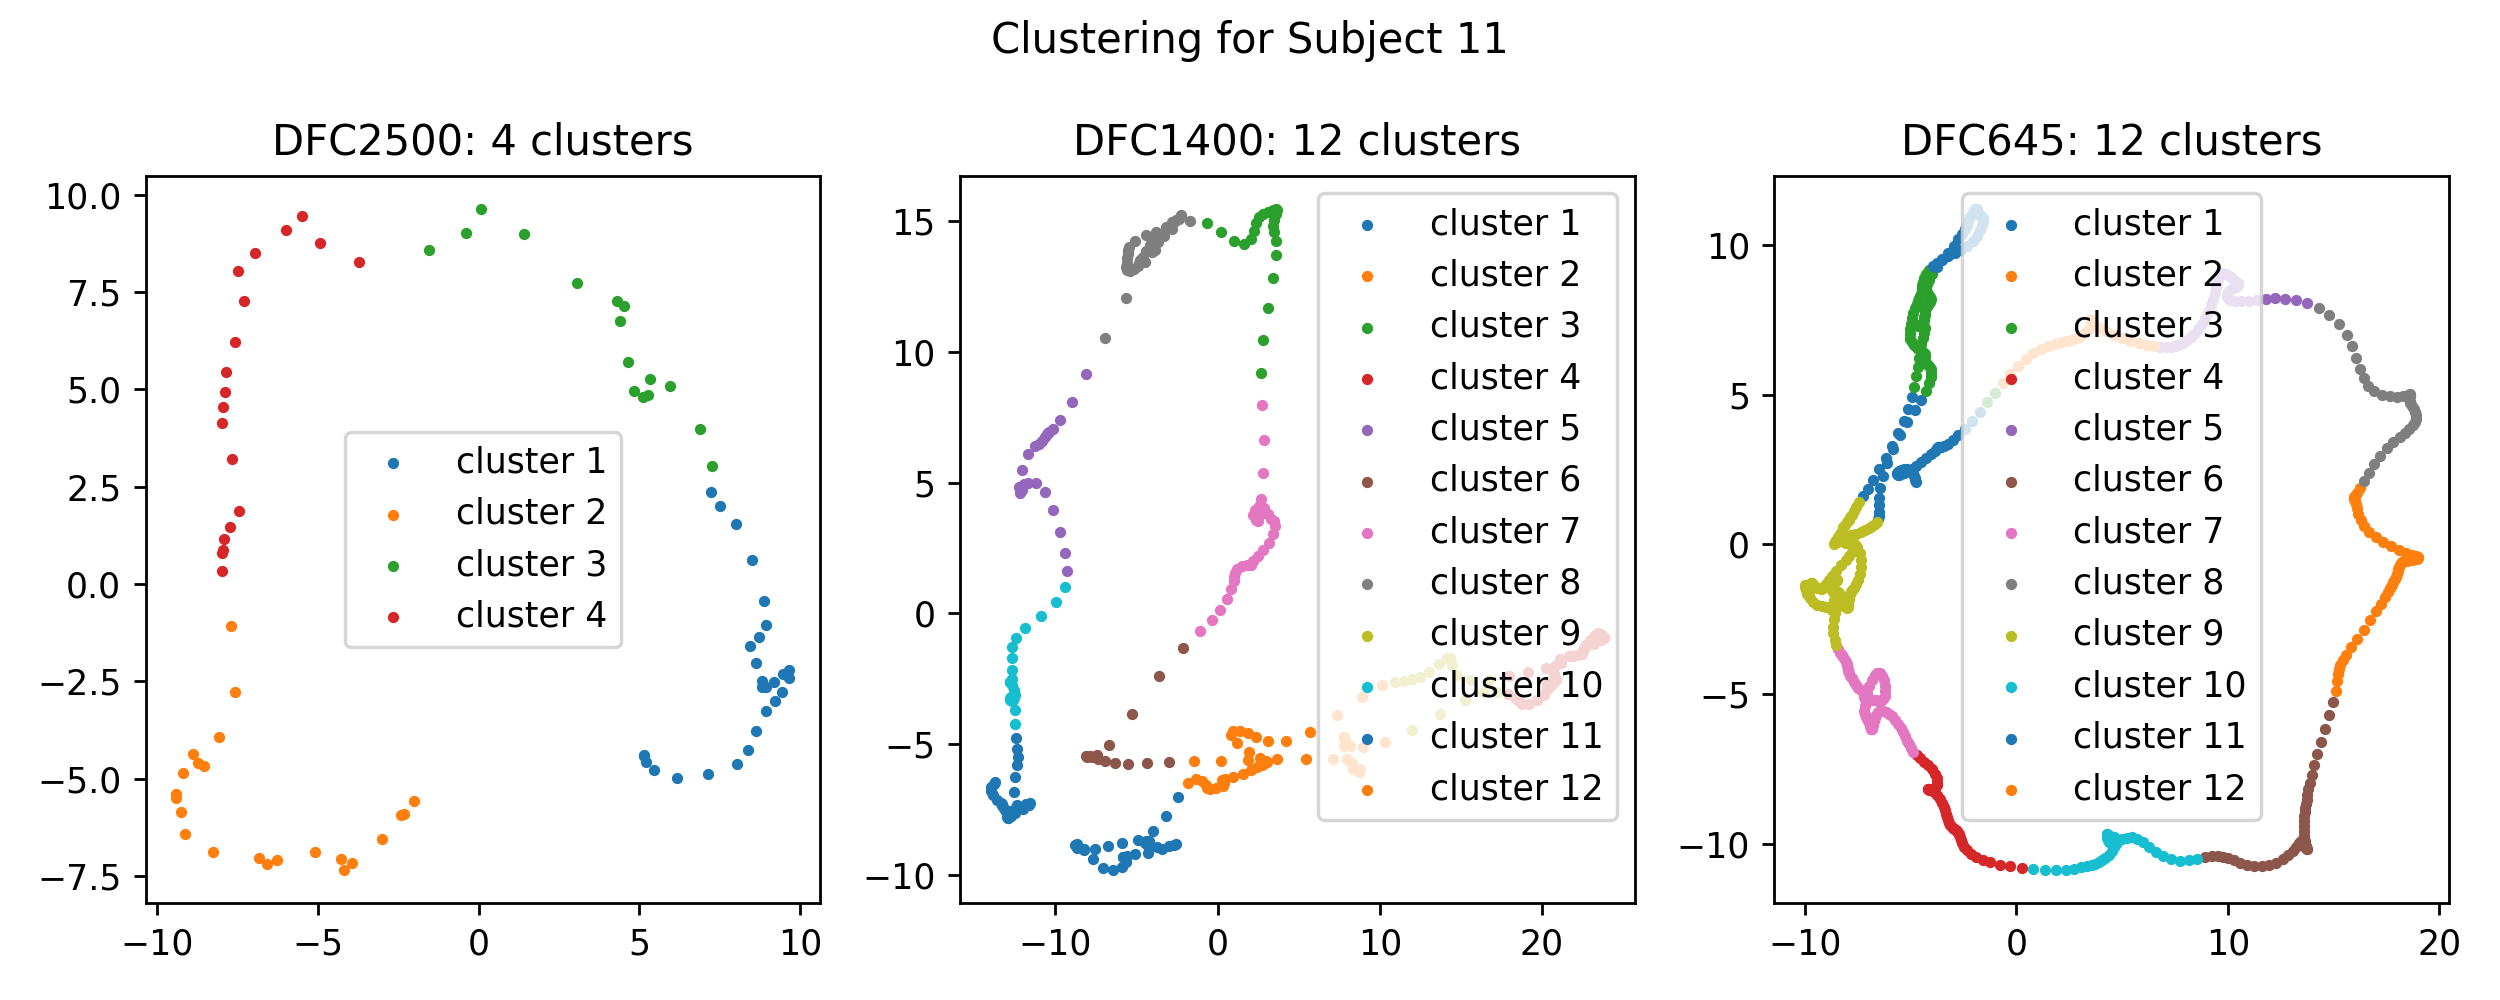 Clustering for Subject 11
DFC2500: 4 clusters
10.0
7.5
5.0
2.5
0.0
−2.5
−5.0
−7.5
−10
−5
0
5
10
cluster 1
cluster 2
cluster 3
cluster 4
DFC1400: 12 clusters
15
10
5
0
−5
−10
−10
0
10
20
cluster 1
cluster 2
cluster 3
cluster 4
cluster 5
cluster 6
cluster 7
cluster 8
cluster 9
cluster 10
cluster 11
cluster 12
DFC645: 12 clusters
10
5
0
−5
−10
−10
0
10
20
cluster 1
cluster 2
cluster 3
cluster 4
cluster 5
cluster 6
cluster 7
cluster 8
cluster 9
cluster 10
cluster 11
cluster 12